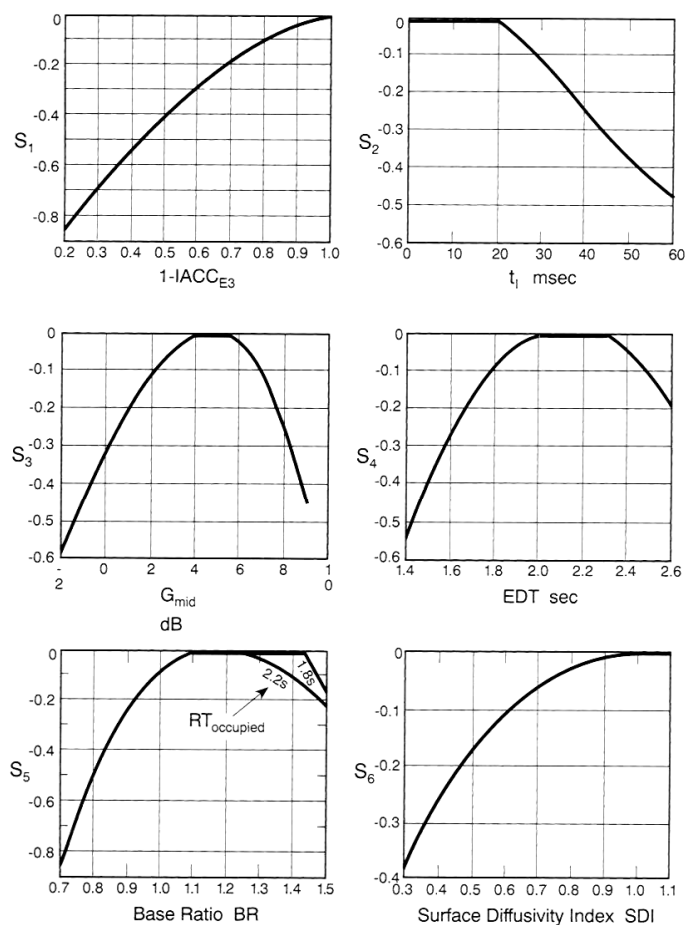 0
-0.2
-0.4
S1
-0.6
-0.8
0.2 0.3 0.4 0.5 0.6 0.7 0.8 0.9 1.0
1-IACCE3
0
-0.1
-0.2
-0.3
S2
-0.4
-0.6
0 10 20 30 40 50 60
tI msec
0
-0.1
-0.2
-0.3
S3
-0.4
-0.5
-0.6
-2 0 2 4 6 8 10
Gmid
dB
0
-0.1
-0.2
-0.3
S4
-0.4
-0.5
-0.6
1.4 1.6 1.8 2.0 2.2 2.4 2.6
EDT sec
0
-0.2
-0.4
S5
-0.6
-0.8
2.2s
1.8s
RToccupied
0.7 0.8 0.9 1.0 1.1 1.2 1.3 1.4 1.5
Base Ratio BR
0
-0.1
-0.2
S6
-0.3
-0.4
0.3 0.4 0.5 0.6 0.7 0.8 0.9 1.0 1.1
Surface Diffusivity Index SDI